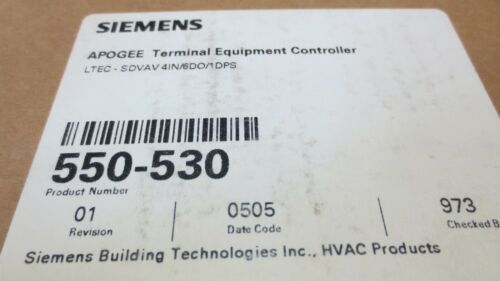 SIEMENS
APOGEE Terminal Equipment Controller
LTEC - SDVAV 4IN/6DO/1DPS
550-530
Product Number
01 0505 973
Revision Date Code Checked B
Siemens Building Technologies Inc., HVAC Products